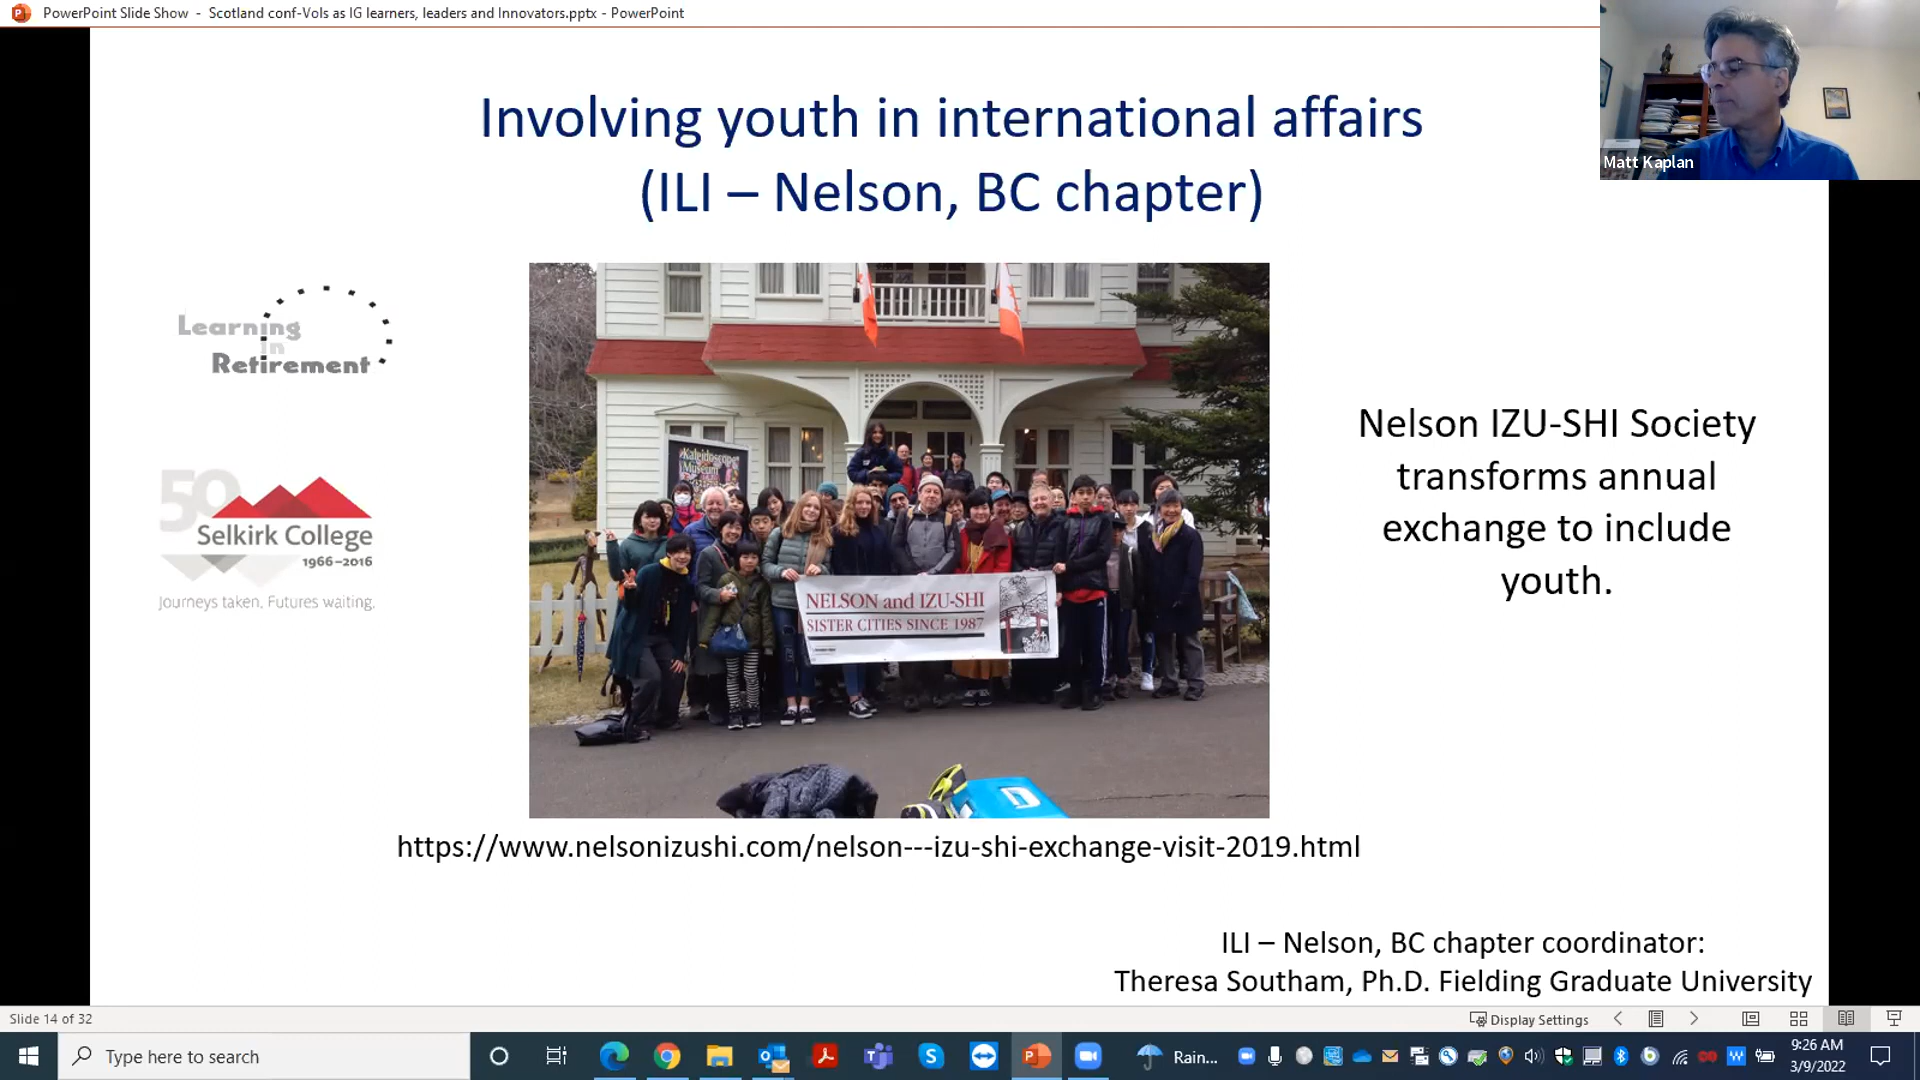 PowerPoint Slide Show - Scotland conf-Vols as IG learners, leaders and Innovators.pptx - PowerPoint
Matt Kaplan
Involving youth in international affairs
(ILI – Nelson, BC chapter)
Learning
in
Retirement
50
Selkirk College
1966–2016
Journeys taken. Futures waiting.
Kaleidoscope
Museum
NELSON and IZU-SHI
SISTER CITIES SINCE 1987
Nelson IZU-SHI Society
transforms annual
exchange to include
youth.
https://www.nelsonizushi.com/nelson---izu-shi-exchange-visit-2019.html
ILI – Nelson, BC chapter coordinator:
Theresa Southam, Ph.D. Fielding Graduate University
Slide 14 of 32
Display Settings
Type here to search
Rain...
9:26 AM
3/9/2022